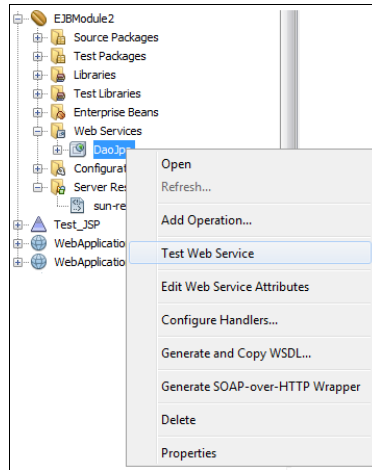 EJBModule2
Source Packages
Test Packages
Libraries
Test Libraries
Enterprise Beans
Web Services
DaoJpa
Configurat
Server Res
sun-re
Test_JSP
WebApplicatio
WebApplicatio
Open
Refresh...
Add Operation...
Test Web Service
Edit Web Service Attributes
Configure Handlers...
Generate and Copy WSDL...
Generate SOAP-over-HTTP Wrapper
Delete
Properties